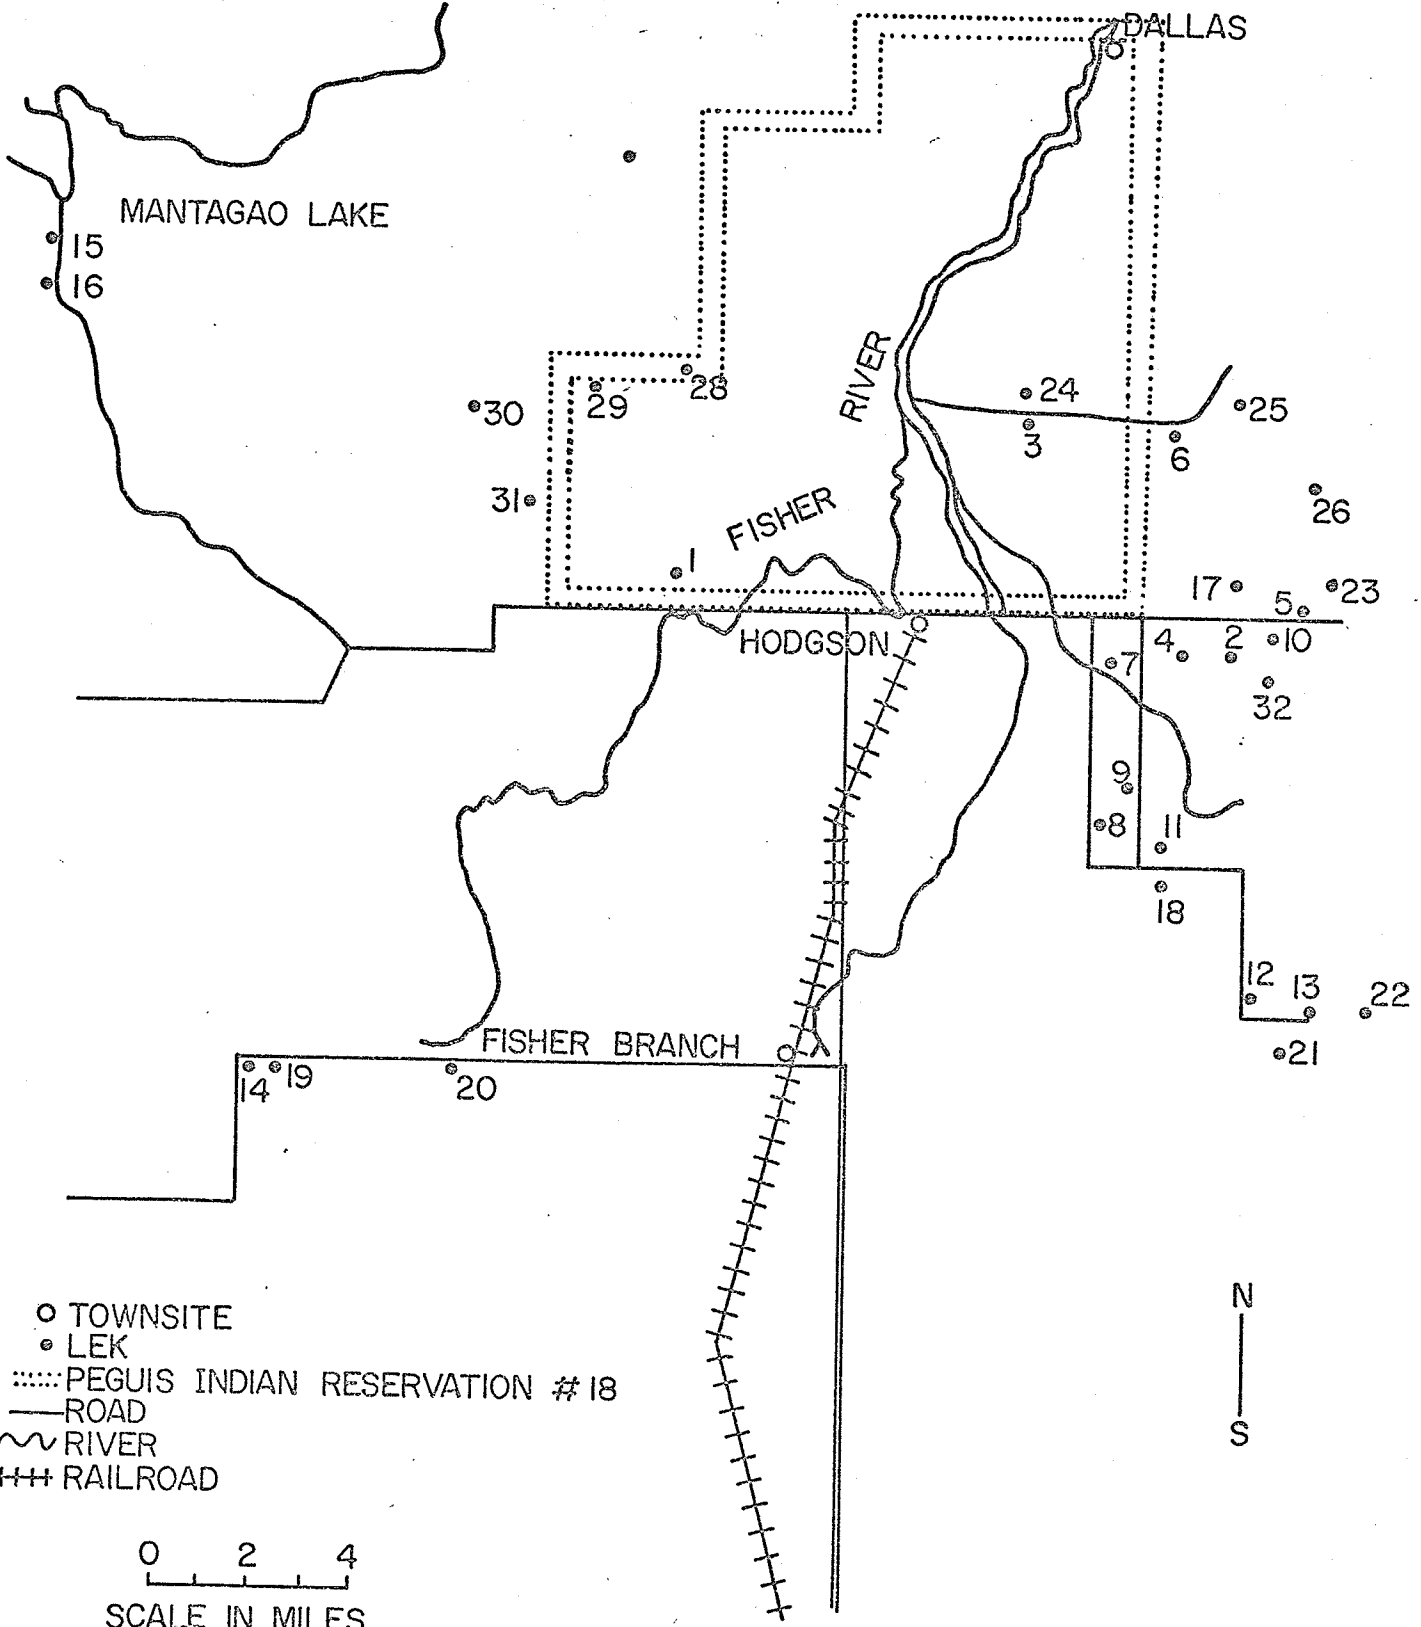 DALLAS
MANTAGAO LAKE
15
16
RIVER
28
29
30
24
25
3
6
31
26
FISHER
1
17
23
5
HODGSON
4
2
10
7
32
9
8
11
18
12
13
22
FISHER BRANCH
21
14
19
20
N
S
TOWNSITE
LEK
PEGUIS INDIAN RESERVATION #18
ROAD
RIVER
RAILROAD
0 2 4
SCALE IN MILES